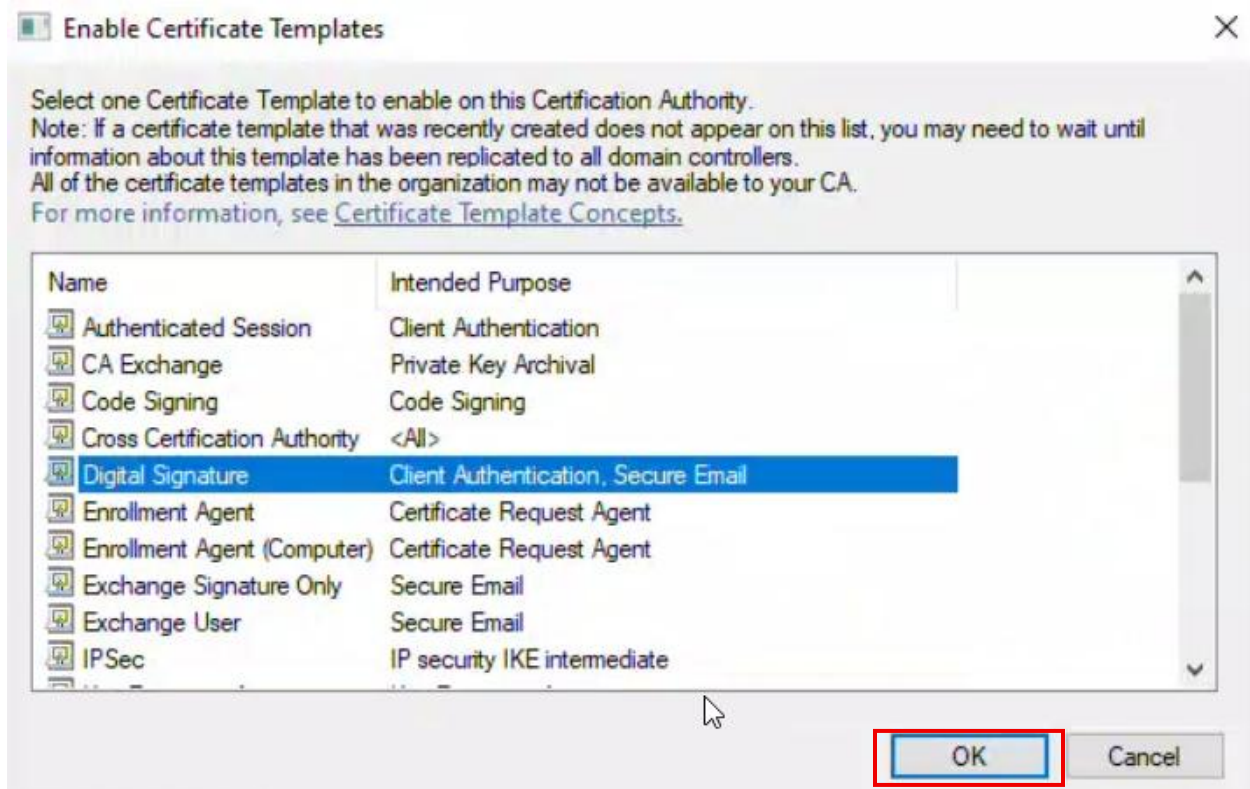 Enable Certificate Templates
Select one Certificate Template to enable on this Certification Authority.
Note: If a certificate template that was recently created does not appear on this list, you may need to wait until
information about this template has been replicated to all domain controllers.
All of the certificate templates in the organization may not be available to your CA.
For more information, see Certificate Template Concepts.
Name Intended Purpose
Authenticated Session Client Authentication
CA Exchange Private Key Archival
Code Signing Code Signing
Cross Certification Authority <All>
Digital Signature Client Authentication, Secure Email
Enrollment Agent Certificate Request Agent
Enrollment Agent (Computer) Certificate Request Agent
Exchange Signature Only Secure Email
Exchange User Secure Email
IPSec IP security IKE intermediate
OK Cancel